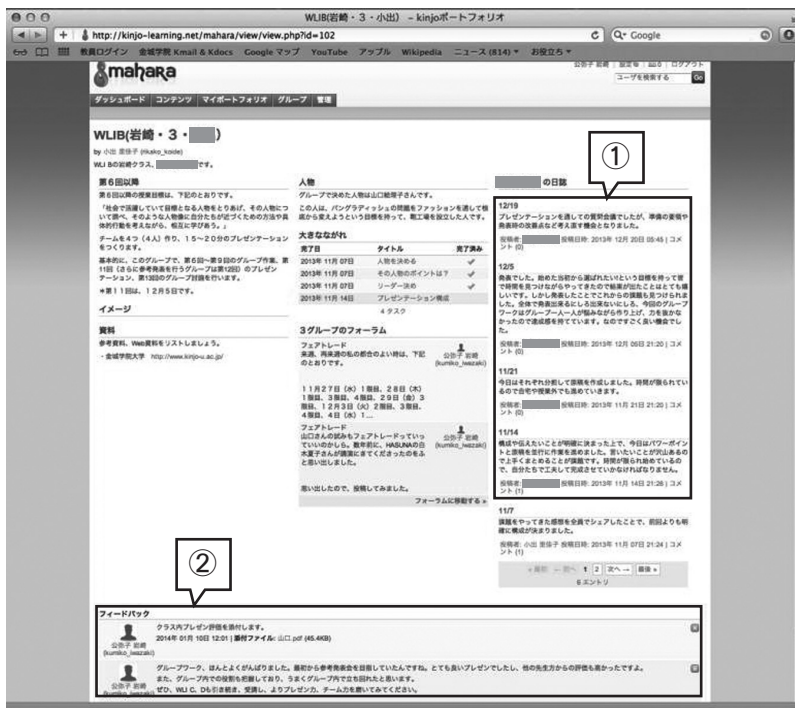 WLIB(岩崎・3・小出) – kinjoポートフォリオ
http://kinjo-learning.net/mahara/view/view.php?id=102
Google
教員ログイン 金城学院 Kmail & Kdocs Google マップ YouTube アップル Wikipedia ニュース (814) お役立ち
mahara
公弥子 岩崎 | 設定 | ログアウト
ユーザを検索する Go
ダッシュボード コンテンツ マイポートフォリオ グループ 管理
WLIB(岩崎・3・ )
by 小出 (rikako_koide)
WLI Bの岩崎クラス、 です。
第6回以降
第6回以降の授業目標は、下記のとおりです。
「社会で活躍していて目標となる人物をとりあげ、その人物について調べ、そのような人物像に自分たちが近づくための方法や具体的行動を考えながら、相互に学びあう。」
チームを4つ(4人)作り、15~20分のプレゼンテーションをつくります。
基本的に、このグループで、第6回~第9回のグループ作業、第11回(さらに参考発表を行うグループは第12回)のプレゼンテーション、第13回のグループ討論を行います。
*第11回は、12月5日です。
イメージ
資料
参考資料、Web資料をリストしましょう。
・金城学院大学 http://www.kinjo-u.ac.jp/
人物
グループで決めた人物は山口絵理子さんです。
この人は、バングラディッシュの問題をファッションを通して根底から変えようという目標を持って、靴工場を設立した人です。
大きなながれ
完了日 タイトル 完了済み
2013年 11月 07日 人物を決める ✓
2013年 11月 07日 その人物のポイントは? ✓
2013年 11月 07日 リーダー決め ✓
2013年 11月 14日 プレゼンテーション構成
4 タスク
3グループのフォーラム
フェアトレード
来週、再来週の私の都合のよい時は、下記のとおりです。
公弥子 岩崎
(kumiko_iwazaki)
11月27日(水)1限目、28日(木)
1限目、3限目、4限目、29日(金)3
限目、12月3日(火)2限目、3限目、
4限目、4日(水)1...
フェアトレード
山口さんの試みもフェアトレードっていっていいのかしら。数年前に、HASUNAの白木夏子さんが講演にきてくださったのをふと思い出しました。
公弥子 岩崎
(kumiko_iwazaki)
思い出したので、投稿してみました。
フォーラムに移動する »
①
の日誌
12/19
プレゼンテーションを通しての質問会議でしたが、準備の要領や発表時の改善点など考え直す機会となりました。
投稿者: 投稿日時: 2013年 12月 20日 05:45 | コメント (0)
12/5
発表でした。始めた当初から選ばれたい!という目標を持って皆で時間を見つけながらやってきたので結果が出たことはとても嬉しいです。しかし発表したことでこれからの課題も見つけられました。全体で発表出来るにしろ出来ないにしろ、今回のグループワークはグループ一人一人が悩みながら作り上げ、力を抜かなかったので達成感を持てています。なのですごく良い機会でした。
投稿者: 投稿日時: 2013年 12月 05日 21:20 | コメント (0)
11/21
今日はそれぞれ分担して原稿を作成しました。時間が限られているので自宅や授業外でも進めていきます。
投稿者: 投稿日時: 2013年 11月 21日 21:20 | コメント (0)
11/14
構成や伝えたいことが明確に決まった上で、今日はパワーポイントと原稿を並行に作業を進めました。言いたいことが沢山あるので上手くまとめることが課題です。時間が限られ始めているので、自分たちで工夫して完成させていかなければなりません。
投稿者: 投稿日時: 2013年 11月 14日 21:28 | コメント (1)
11/7
課題をやってきた感想を全員でシェアしたことで、前回よりも明確に構成が決まりました。
投稿者: 小出 投稿日時: 2013年 11月 07日 21:24 | コメント (1)
« 最初 ← 前へ 1 2 次へ → 最後 »
6 エントリ
②
フィードバック
クラス内プレゼン評価を添付します。
2014年 01月 10日 12:01 | 添付ファイル: 山口.pdf (45.4KB)
公弥子 岩崎
(kumiko_iwazaki)
グループワーク、ほんとよくがんばりました。最初から参考発表会を目指していたんですね。とても良いプレゼンでしたし、他の先生方からの評価も高かったですよ。
また、グループ内での役割も把握しており、うまくグループ内で立ち回れたと思います。
ぜひ、WLI C、Dも引き続き、受講し、よりプレゼン力、チーム力を磨いてみてください。
公弥子 岩崎
(kumiko_iwazaki)